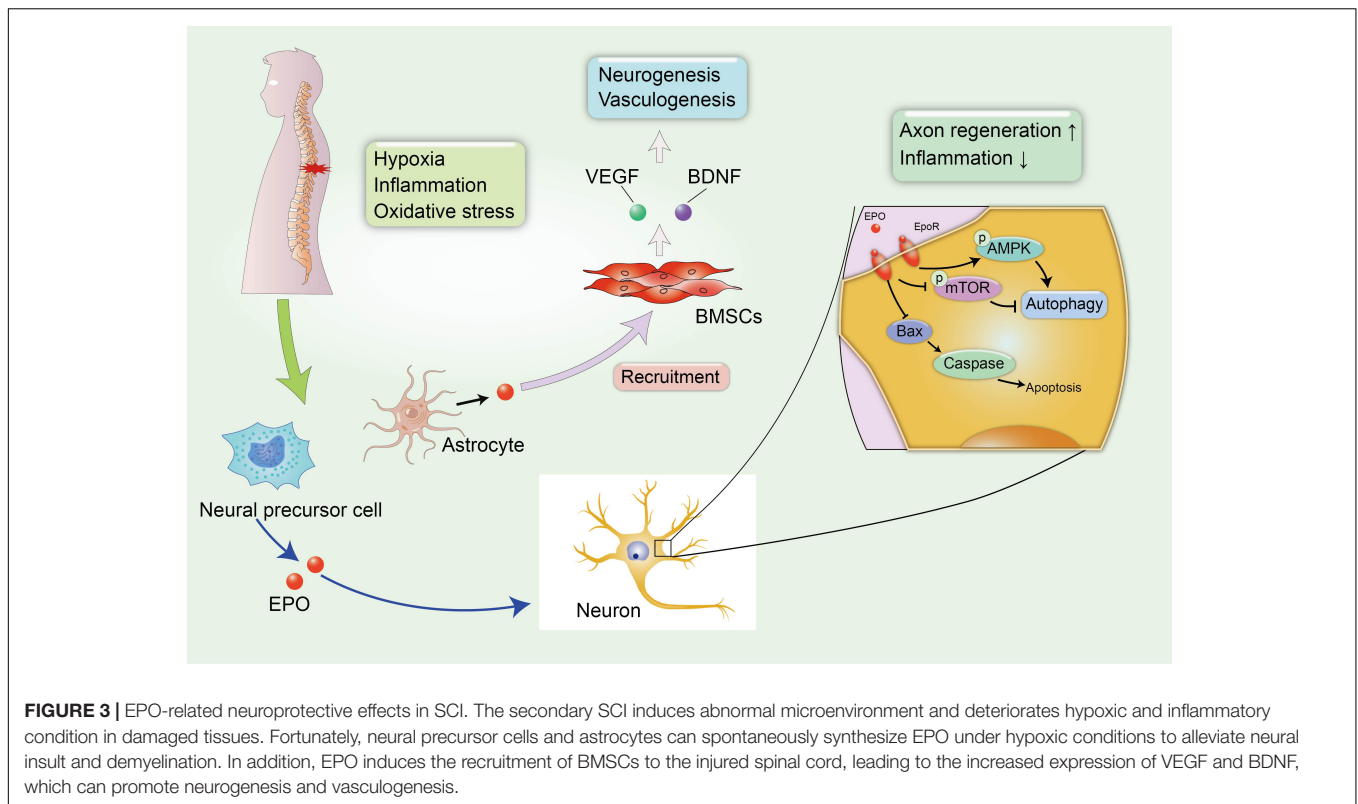 Neurogenesis
Vasculogenesis
Axon regeneration ↑
Inflammation ↓
Hypoxia
Inflammation
Oxidative stress
VEGF
BDNF
BMSCs
Recruitment
Astrocyte
Neural precursor cell
EPO
Neuron
EPO
EpoR
p
AMPK
p
mTOR
Autophagy
Bax
Caspase
Apoptosis
FIGURE 3 | EPO-related neuroprotective effects in SCI. The secondary SCI induces abnormal microenvironment and deteriorates hypoxic and inflammatory
condition in damaged tissues. Fortunately, neural precursor cells and astrocytes can spontaneously synthesize EPO under hypoxic conditions to alleviate neural
insult and demyelination. In addition, EPO induces the recruitment of BMSCs to the injured spinal cord, leading to the increased expression of VEGF and BDNF,
which can promote neurogenesis and vasculogenesis.